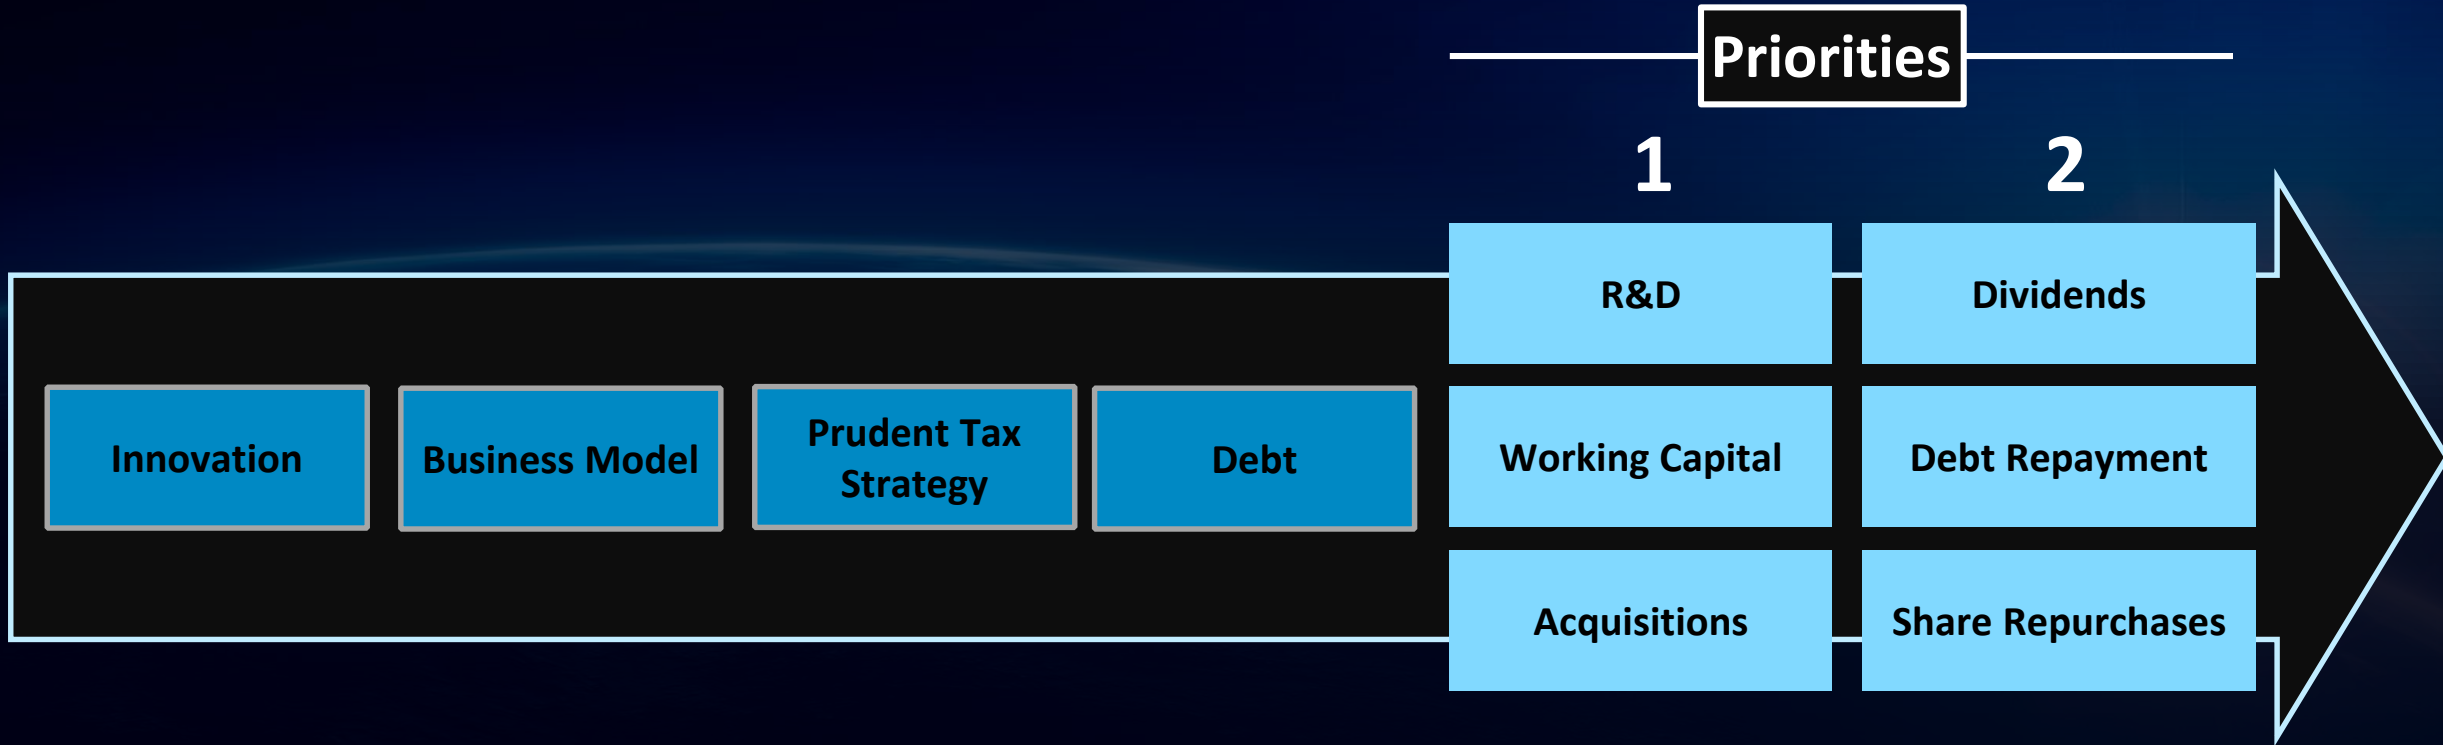 Priorities
1
2
R&D
Dividends
Innovation
Business Model
Prudent Tax
Strategy
Debt
Working Capital
Debt Repayment
Acquisitions
Share Repurchases